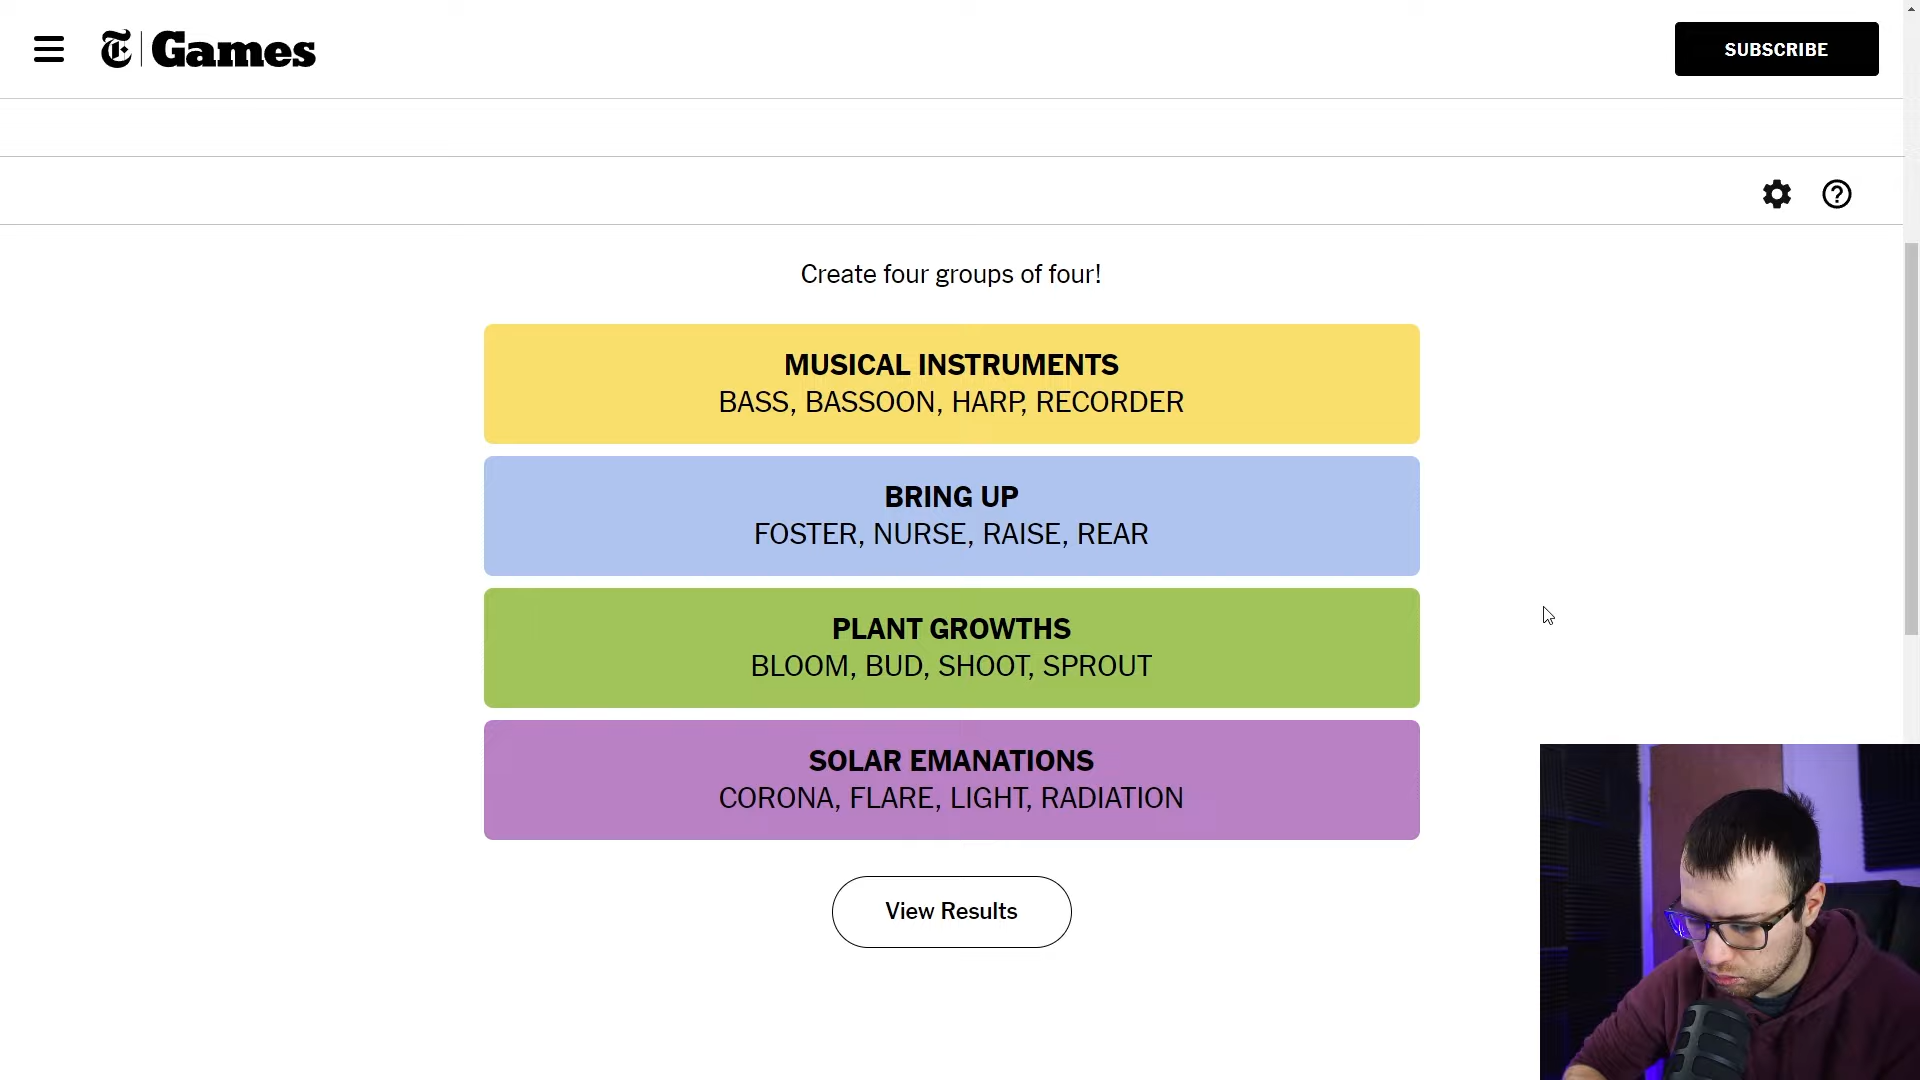 Games
SUBSCRIBE
Create four groups of four!
MUSICAL INSTRUMENTS
BASS, BASSOON, HARP, RECORDER
BRING UP
FOSTER, NURSE, RAISE, REAR
PLANT GROWTHS
BLOOM, BUD, SHOOT, SPROUT
SOLAR EMANATIONS
CORONA, FLARE, LIGHT, RADIATION
View Results